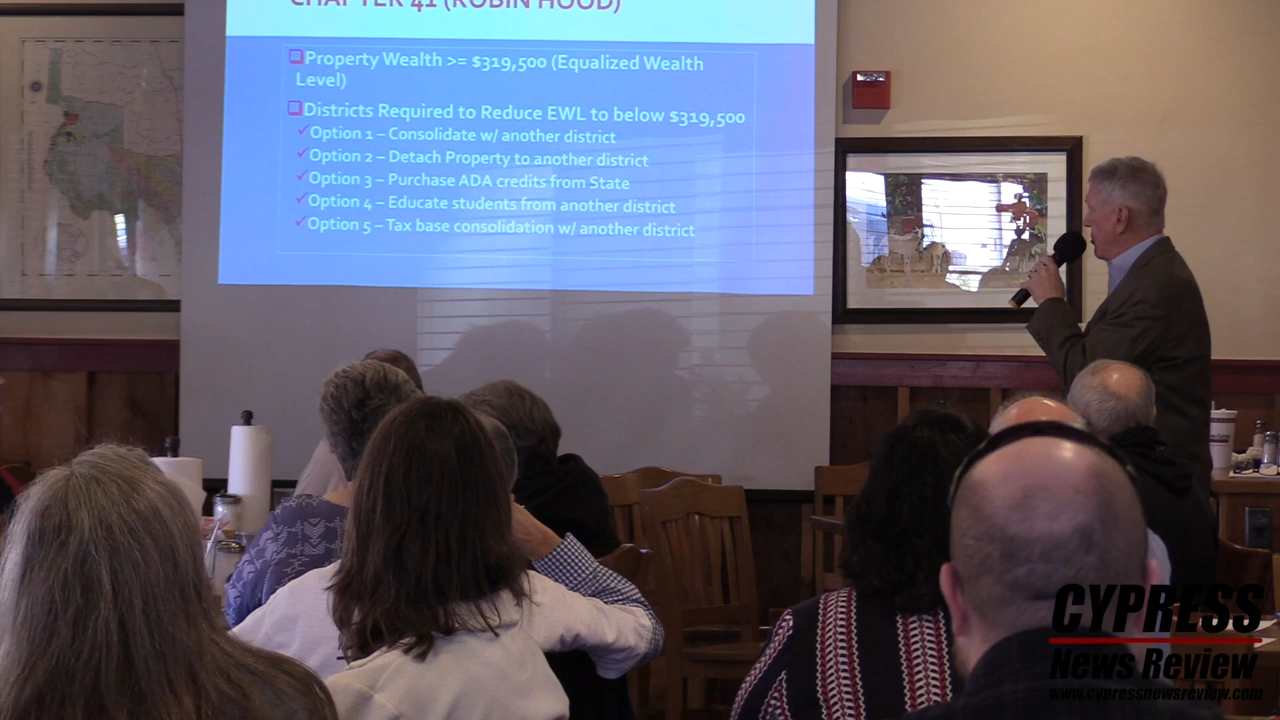 CHAPTER 41 (ROBIN HOOD)
Property Wealth >= $319,500 (Equalized Wealth
Level)
Districts Required to Reduce EWL to below $319,500
Option 1 – Consolidate w/ another district
Option 2 – Detach Property to another district
Option 3 – Purchase ADA credits from State
Option 4 – Educate students from another district
Option 5 – Tax base consolidation w/ another district
CYPRESS
News Review
www.cypressnewsreview.com